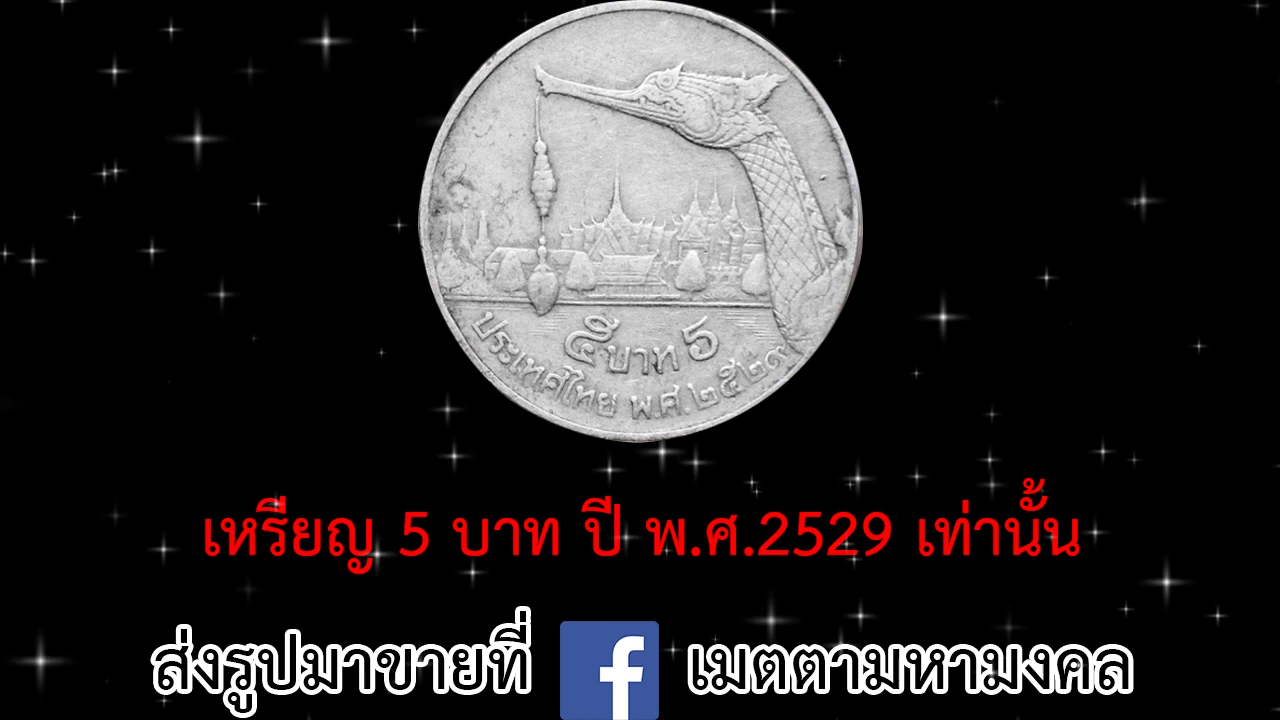 ๕ บาท 5
ประเทศไทย พ.ศ. ๒๕๒๙
เหรียญ 5 บาท ปี พ.ศ.2529 เท่านั้น
ส่งรูปมาขายที่ f เมตตามหามงคล